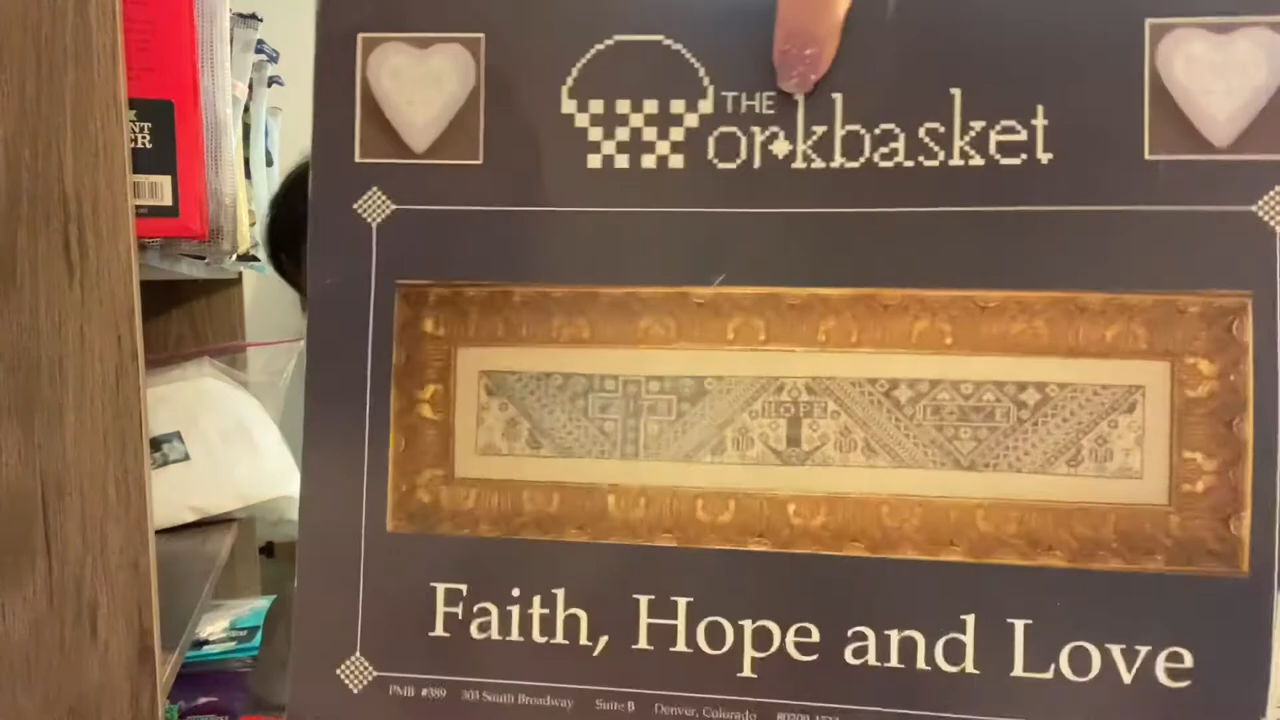 THE
orkbasket
HOPE
LOVE
Faith, Hope and Love
PMB #389 303 South Broadway Suite B Denver, Colorado